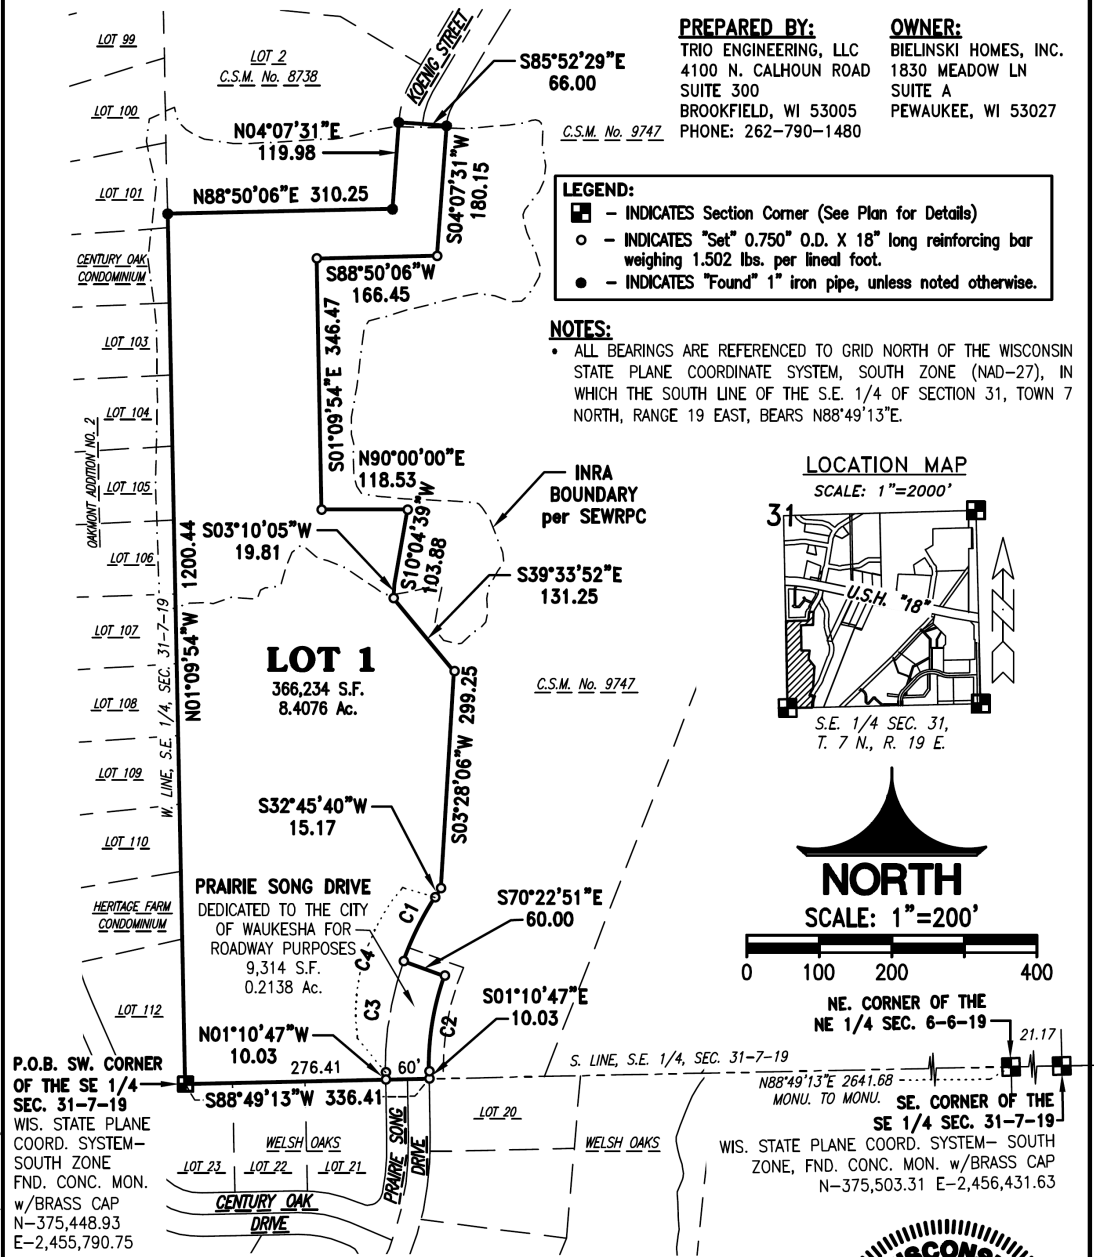 PREPARED BY:
TRIO ENGINEERING, LLC
4100 N. CALHOUN ROAD
SUITE 300
BROOKFIELD, WI 53005
PHONE: 262-790-1480
OWNER:
BIELINSKI HOMES, INC.
1830 MEADOW LN
SUITE A
PEWAUKEE, WI 53027
LOT 99
LOT 2
C.S.M. No. 8738
KOENIG STREET
S85°52'29"E
66.00
LOT 100
N04°07'31"E
119.98
C.S.M. No. 9747
LOT 101
N88°50'06"E 310.25
S04°07'31"W
180.15
LEGEND:
– INDICATES Section Corner (See Plan for Details)
– INDICATES "Set" 0.750" O.D. X 18" long reinforcing bar
weighing 1.502 lbs. per lineal foot.
– INDICATES "Found" 1" iron pipe, unless noted otherwise.
CENTURY OAK
CONDOMINIUM
S88°50'06"W
166.45
NOTES:
• ALL BEARINGS ARE REFERENCED TO GRID NORTH OF THE WISCONSIN
STATE PLANE COORDINATE SYSTEM, SOUTH ZONE (NAD-27), IN
WHICH THE SOUTH LINE OF THE S.E. 1/4 OF SECTION 31, TOWN 7
NORTH, RANGE 19 EAST, BEARS N88°49'13"E.
LOT 103
S01°09'54"E 346.47
LOT 104
OAKMONT ADDITION NO. 2
N90°00'00"E
118.53
LOT 105
INRA
BOUNDARY
per SEWRPC
LOCATION MAP
SCALE: 1"=2000'
31
U.S.H. "18"
S.E. 1/4 SEC. 31,
T. 7 N., R. 19 E.
S03°10'05"W
19.81
S10°04'39"W
103.88
LOT 106
S39°33'52"E
131.25
N01°09'54"W 1200.44
W. LINE, S.E. 1/4, SEC. 31-7-19
LOT 107
LOT 1
366,234 S.F.
8.4076 Ac.
C.S.M. No. 9747
LOT 108
S03°28'06"W 299.25
LOT 109
S32°45'40"W
15.17
LOT 110
NORTH
SCALE: 1"=200'
0 100 200 400
PRAIRIE SONG DRIVE
DEDICATED TO THE CITY
OF WAUKESHA FOR
ROADWAY PURPOSES
9,314 S.F.
0.2138 Ac.
HERITAGE FARM
CONDOMINIUM
C1
C4
S70°22'51"E
60.00
LOT 112
C3
C2
S01°10'47"E
10.03
N01°10'47"W
10.03
276.41
60'
S88°49'13"W 336.41
S. LINE, S.E. 1/4, SEC. 31-7-19
NE. CORNER OF THE
NE 1/4 SEC. 6-6-19
21.17
N88°49'13"E 2641.68
MONU. TO MONU.
SE. CORNER OF THE
SE 1/4 SEC. 31-7-19
WIS. STATE PLANE COORD. SYSTEM- SOUTH
ZONE, FND. CONC. MON. w/BRASS CAP
N-375,503.31 E-2,456,431.63
P.O.B. SW. CORNER
OF THE SE 1/4
SEC. 31-7-19
WIS. STATE PLANE
COORD. SYSTEM-
SOUTH ZONE
FND. CONC. MON.
w/BRASS CAP
N-375,448.93
E-2,455,790.75
WELSH OAKS
LOT 23
LOT 22
LOT 21
LOT 20
WELSH OAKS
PRAIRIE SONG
DRIVE
CENTURY OAK
DRIVE